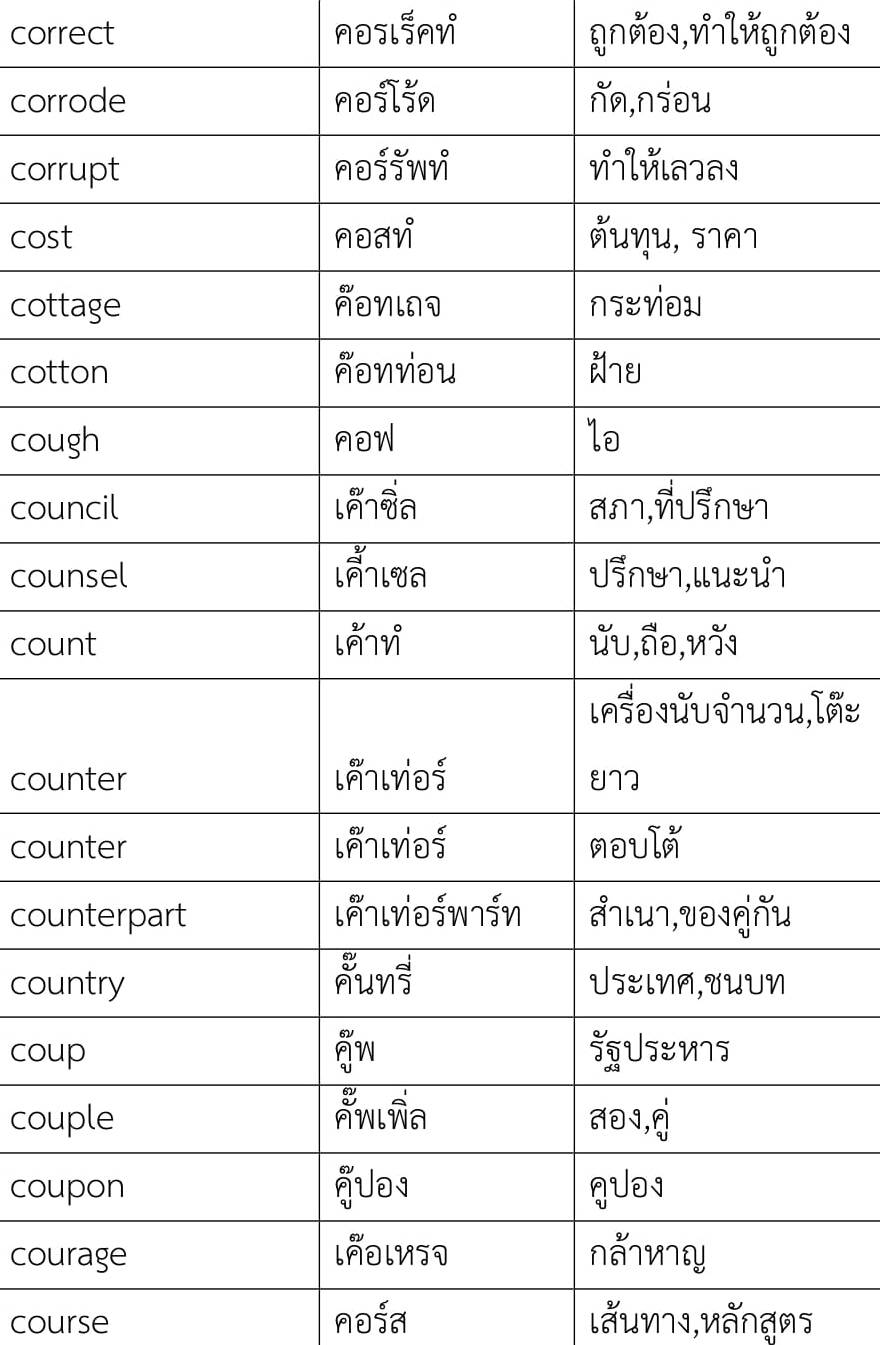 correct คอรเร็คทํ ถูกต้อง,ทำให้ถูกต้อง
corrode คอร์โร้ด กัด,กร่อน
corrupt คอร์รัพทํ ทำให้เลวลง
cost คอสทํ ต้นทุน, ราคา
cottage ค๊อทเถจ กระท่อม
cotton ค๊อทท่อน ฝ้าย
cough คอฟ ไอ
council เค๊าซิ่ล สภา,ที่ปรึกษา
counsel เคี้าเซล ปรึกษา,แนะนำ
count เค้าทํ นับ,ถือ,หวัง
เครื่องนับจำนวน,โต๊ะ
counter เค๊าเท่อร์ ยาว
counter เค๊าเท่อร์ ตอบโต้
counterpart เค๊าเท่อร์พาร์ท สำเนา,ของคู่กัน
country คั๊นทรี่ ประเทศ,ชนบท
coup คู๊พ รัฐประหาร
couple คั๊พเพิ่ล สอง,คู่
coupon คู๊ปอง คูปอง
courage เค๊อเหรจ กล้าหาญ
course คอร์ส เส้นทาง,หลักสูตร